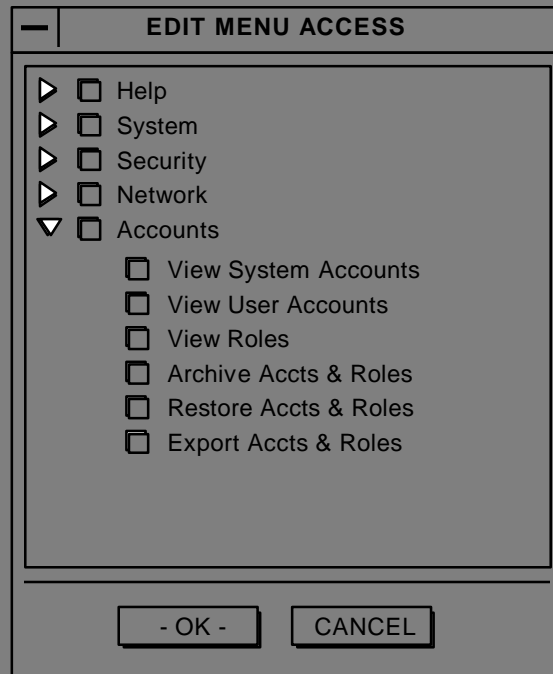 EDIT MENU ACCESS
Help
System
Security
Network
Accounts
View System Accounts
View User Accounts
View Roles
Archive Accts & Roles
Restore Accts & Roles
Export Accts & Roles
- OK -
CANCEL